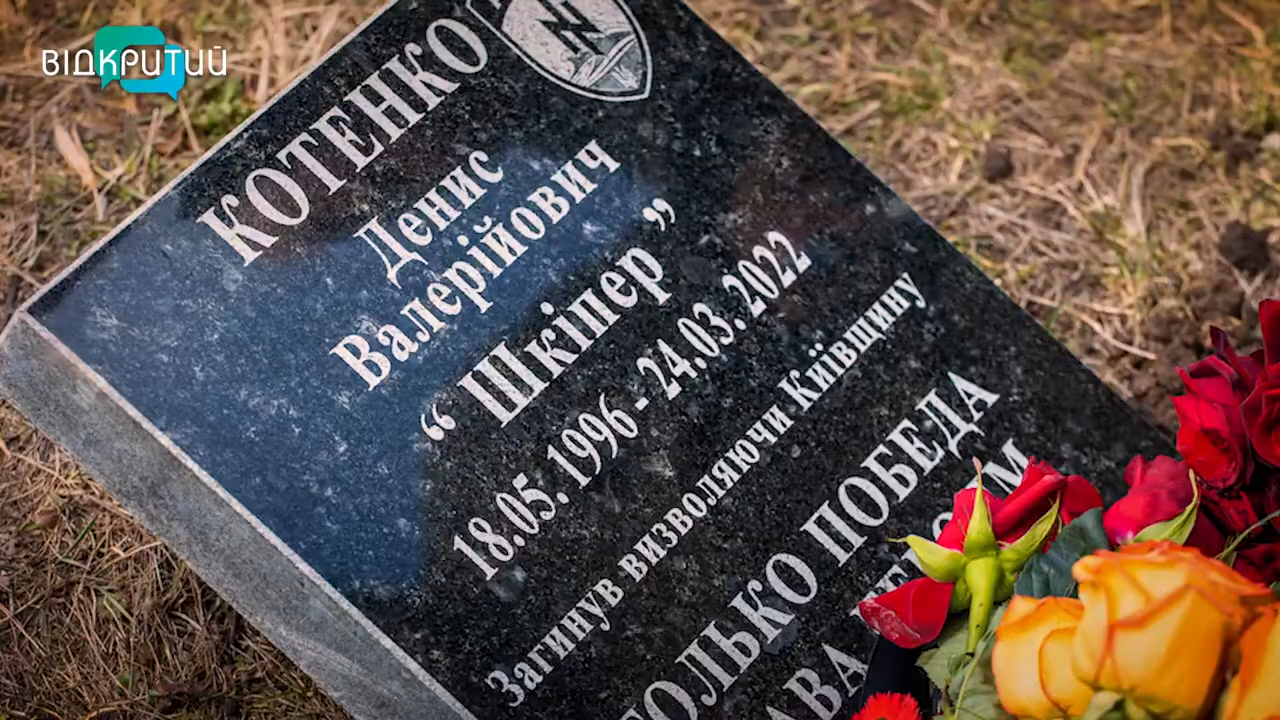 ВІДКРИТИЙ
КОТЕНКО
Денис
Валерійович
“ Шкіпер ”
18.05. 1996 - 24.03. 2022
Загинув визволяючи Київщину
ТОЛЬКО ПОБЕДА